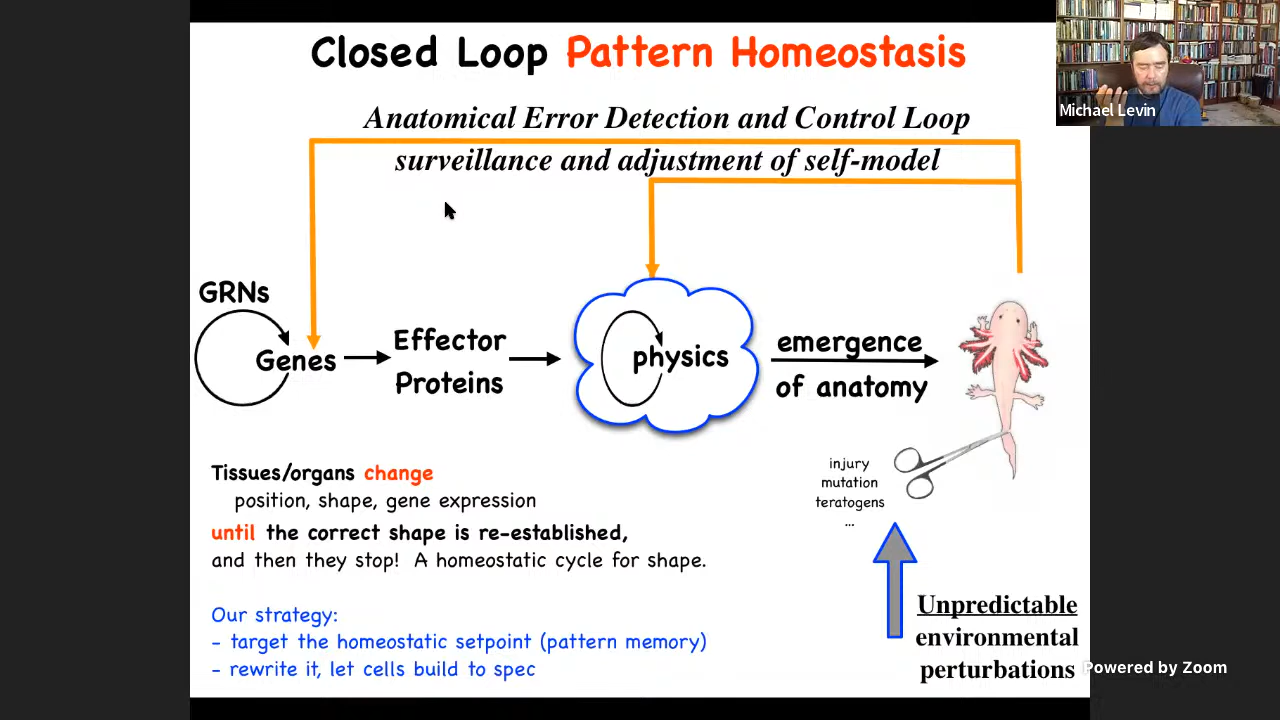 Closed Loop Pattern Homeostasis
Michael Levin
Anatomical Error Detection and Control Loop
surveillance and adjustment of self-model
GRNs
Genes
Effector
Proteins
physics
emergence
of anatomy
Tissues/organs change
position, shape, gene expression
until the correct shape is re-established,
and then they stop! A homeostatic cycle for shape.
injury
mutation
teratogens
...
Our strategy:
- target the homeostatic setpoint (pattern memory)
- rewrite it, let cells build to spec
Unpredictable
environmental
perturbations
Powered by Zoom